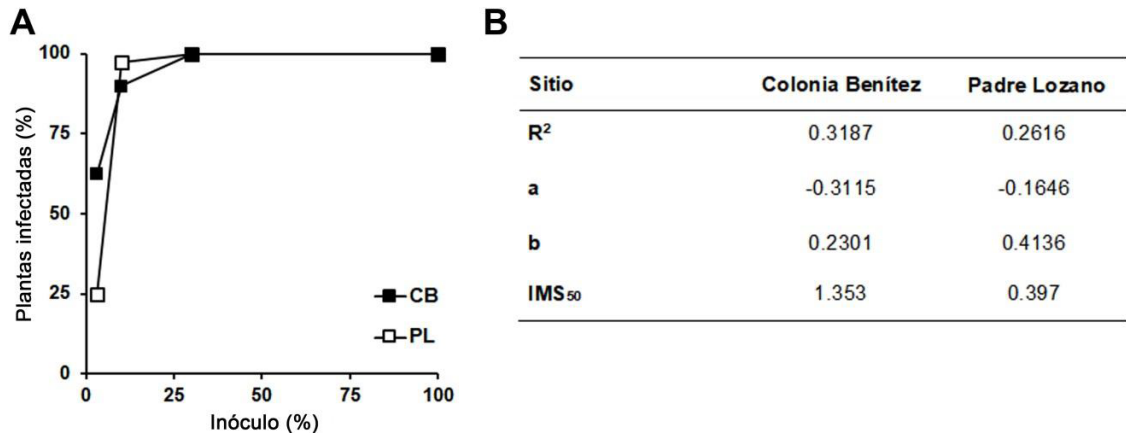 A
Plantas infectadas (%)
100
75
50
25
0
0 25 50 75 100
Inóculo (%)
CB
PL
B
Sitio Colonia Benítez Padre Lozano
R² 0.3187 0.2616
a -0.3115 -0.1646
b 0.2301 0.4136
IMS₅₀ 1.353 0.397